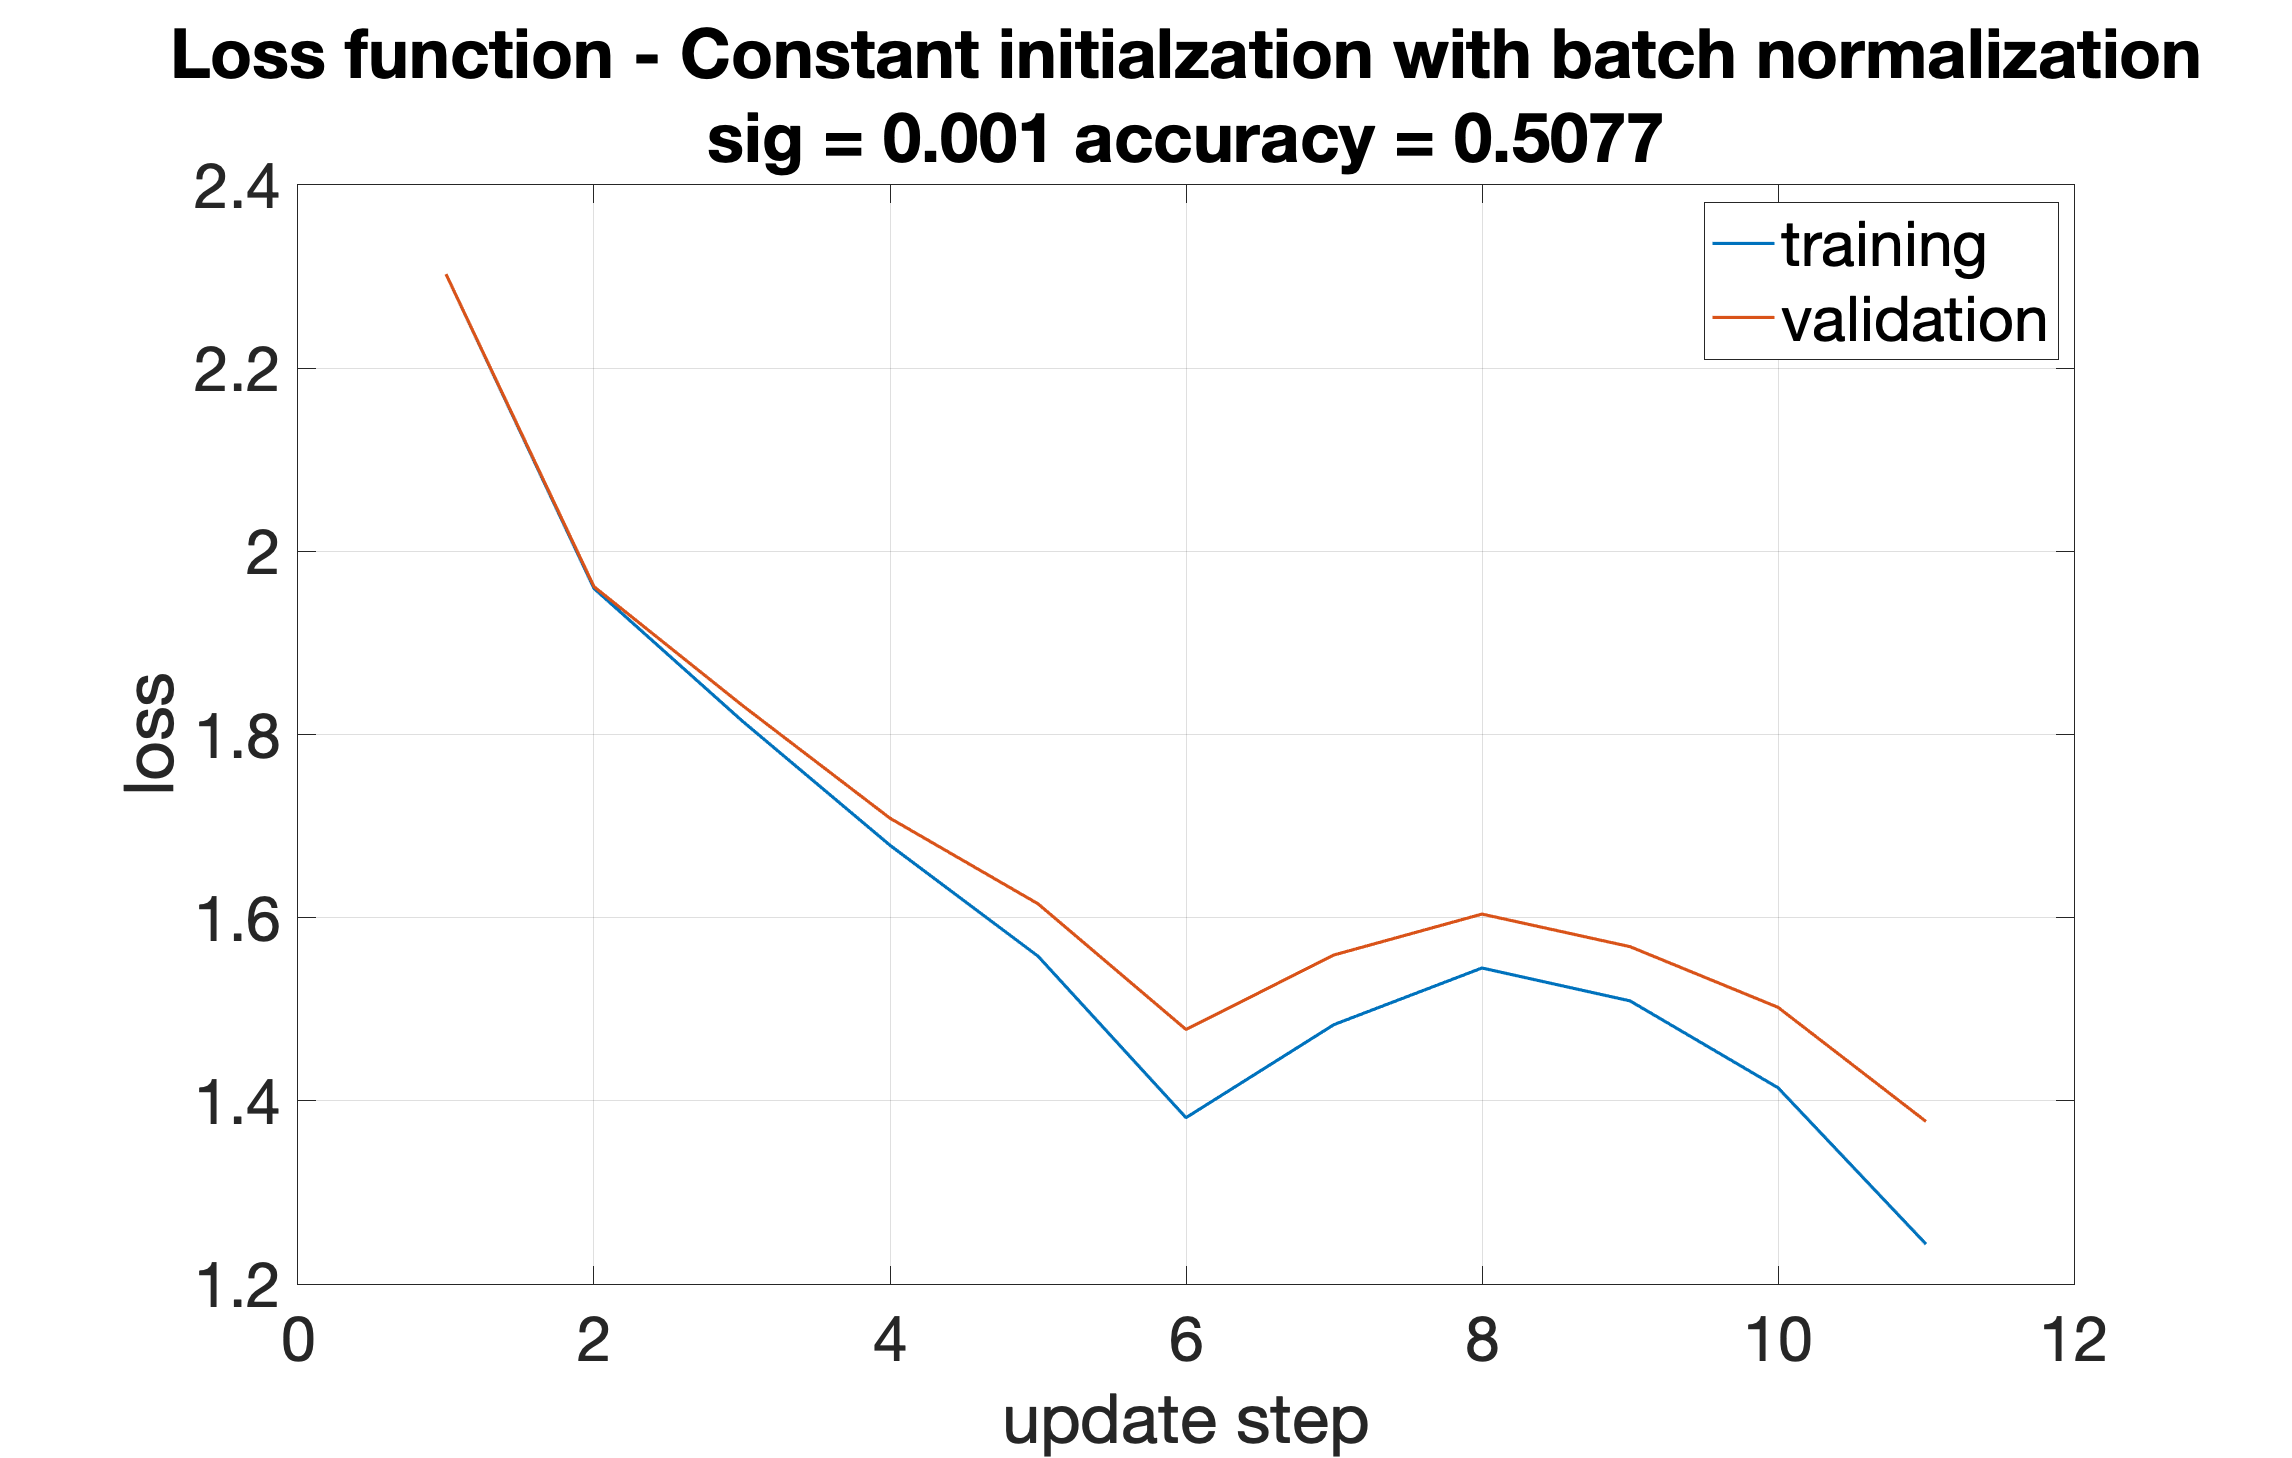 Loss function - Constant initialzation with batch normalization
sig = 0.001 accuracy = 0.5077
training
validation
2.4
2.2
2
1.8
1.6
1.4
1.2
loss
0 2 4 6 8 10 12
update step